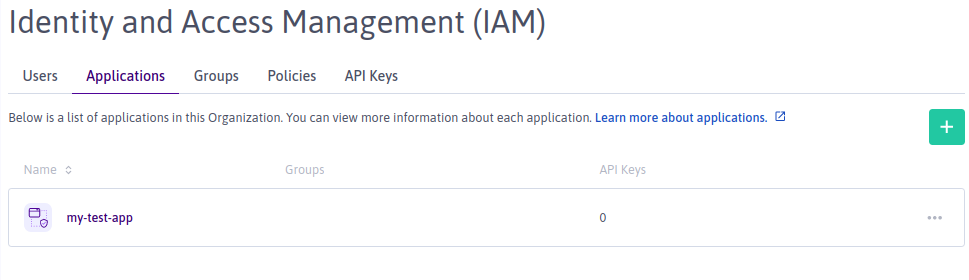 Identity and Access Management (IAM)
Users Applications Groups Policies API Keys
Below is a list of applications in this Organization. You can view more information about each application. Learn more about applications.
Name Groups API Keys
my-test-app 0